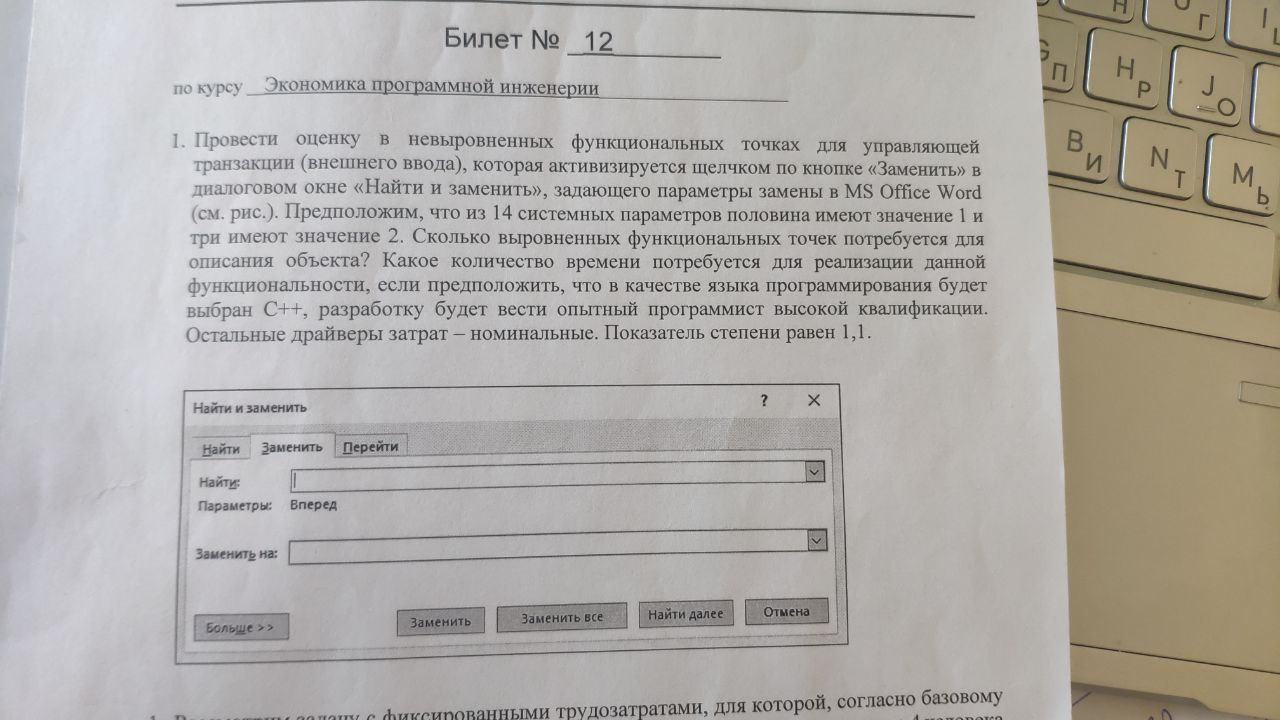 Билет № 12
по курсу Экономика программной инженерии
1. Провести оценку в невыровненных функциональных точках для управляющей
транзакции (внешнего ввода), которая активизируется щелчком по кнопке «Заменить» в
диалоговом окне «Найти и заменить», задающего параметры замены в MS Office Word
(см. рис.). Предположим, что из 14 системных параметров половина имеют значение 1 и
три имеют значение 2. Сколько выровненных функциональных точек потребуется для
описания объекта? Какое количество времени потребуется для реализации данной
функциональности, если предположить, что в качестве языка программирования будет
выбран C++, разработку будет вести опытный программист высокой квалификации.
Остальные драйверы затрат – номинальные. Показатель степени равен 1,1.
Найти и заменить ? ×
Найти Заменить Перейти
Найти:
Параметры: Вперед
Заменить на:
Больше >> Заменить Заменить все Найти далее Отмена
задачу с фиксированными трудозатратами, для которой, согласно базовому
человека
Н Р
J О
В И
N Т
М Ь
G П
Г